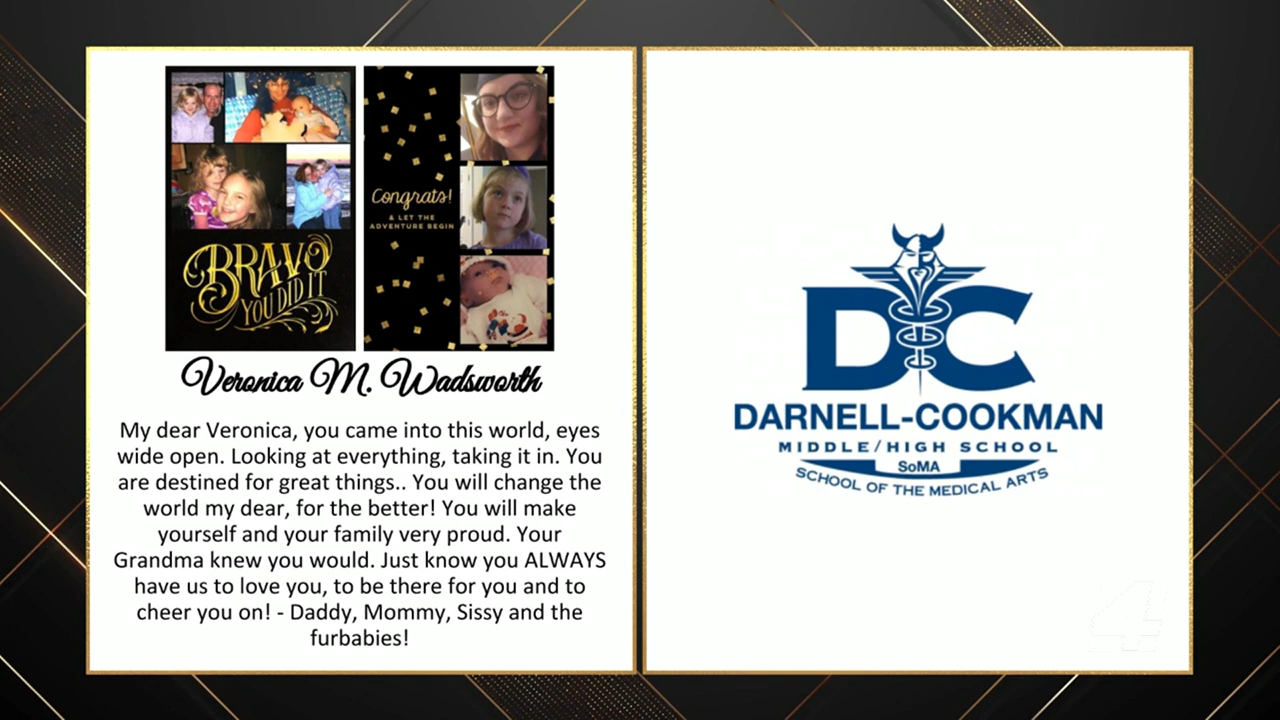 BRAVO
YOU DID IT
Congrats!
& LET THE
ADVENTURE BEGIN
Veronica M. Wadsworth
My dear Veronica, you came into this world, eyes
wide open. Looking at everything, taking it in. You
are destined for great things.. You will change the
world my dear, for the better! You will make
yourself and your family very proud. Your
Grandma knew you would. Just know you ALWAYS
have us to love you, to be there for you and to
cheer you on! - Daddy, Mommy, Sissy and the
furbabies!
DC
DARNELL-COOKMAN
MIDDLE/HIGH SCHOOL
SoMA
SCHOOL OF THE MEDICAL ARTS
4